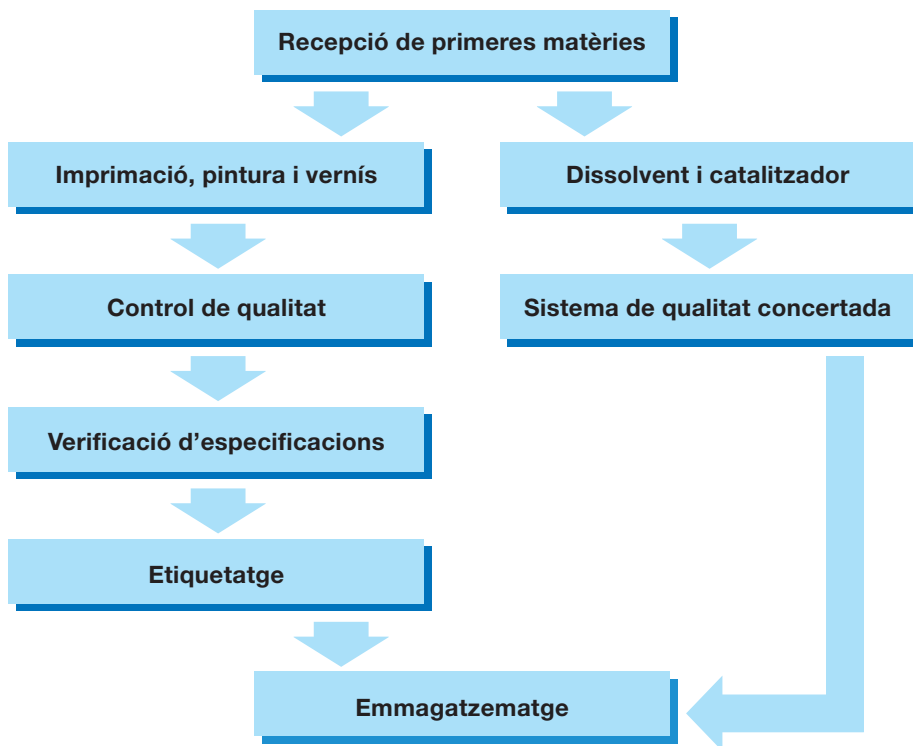 Recepció de primeres matèries
Imprimació, pintura i vernís
Dissolvent i catalitzador
Control de qualitat
Sistema de qualitat concertada
Verificació d’especificacions
Etiquetatge
Emmagatzematge